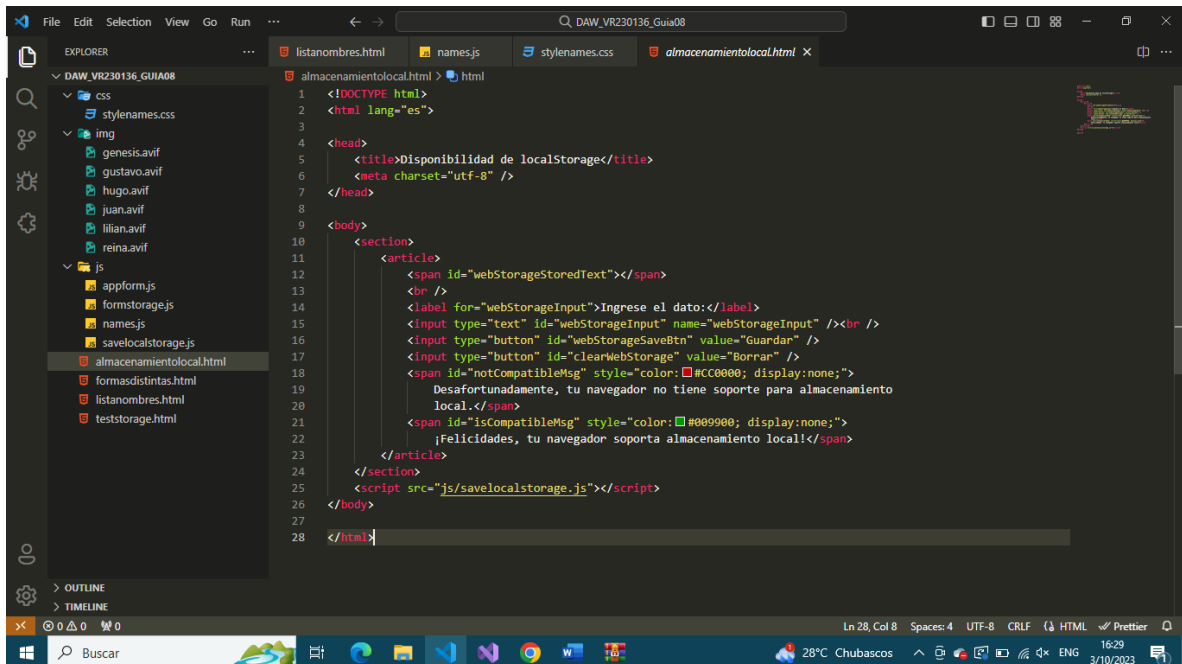 File Edit Selection View Go Run ··· ← → DAW_VR230136_Guia08
EXPLORER ···
DAW_VR230136_GUIA08
css
stylenames.css
img
genesis.avif
gustavo.avif
hugo.avif
juan.avif
lilian.avif
reina.avif
js
appform.js
formstorage.js
names.js
savelocalstorage.js
almacenamientolocal.html
formasdistintas.html
listanombres.html
teststorage.html
OUTLINE
TIMELINE
listanombres.html JS names.js stylenames.css almacenamientolocal.html
almacenamientolocal.html > html
1 <!DOCTYPE html>
2 <html lang="es">
3
4 <head>
5 <title>Disponibilidad de localStorage</title>
6 <meta charset="utf-8" />
7 </head>
8
9 <body>
10 <section>
11 <article>
12 <span id="webStorageStoredText"></span>
13 <br />
14 <label for="webStorageInput">Ingrese el dato:</label>
15 <input type="text" id="webStorageInput" name="webStorageInput" /><br />
16 <input type="button" id="webStorageSaveBtn" value="Guardar" />
17 <input type="button" id="clearWebStorage" value="Borrar" />
18 <span id="notCompatibleMsg" style="color: #CC0000; display:none;">
19 Desafortunadamente, tu navegador no tiene soporte para almacenamiento
20 local.</span>
21 <span id="isCompatibleMsg" style="color: #009900; display:none;">
22 ¡Felicidades, tu navegador soporta almacenamiento local!</span>
23 </article>
24 </section>
25 <script src="js/savelocalstorage.js"></script>
26 </body>
27
28 </html>
0 0 0 Ln 28, Col 8 Spaces: 4 UTF-8 CRLF HTML Prettier
Buscar 28°C Chubascos ENG 16:29
3/10/2023